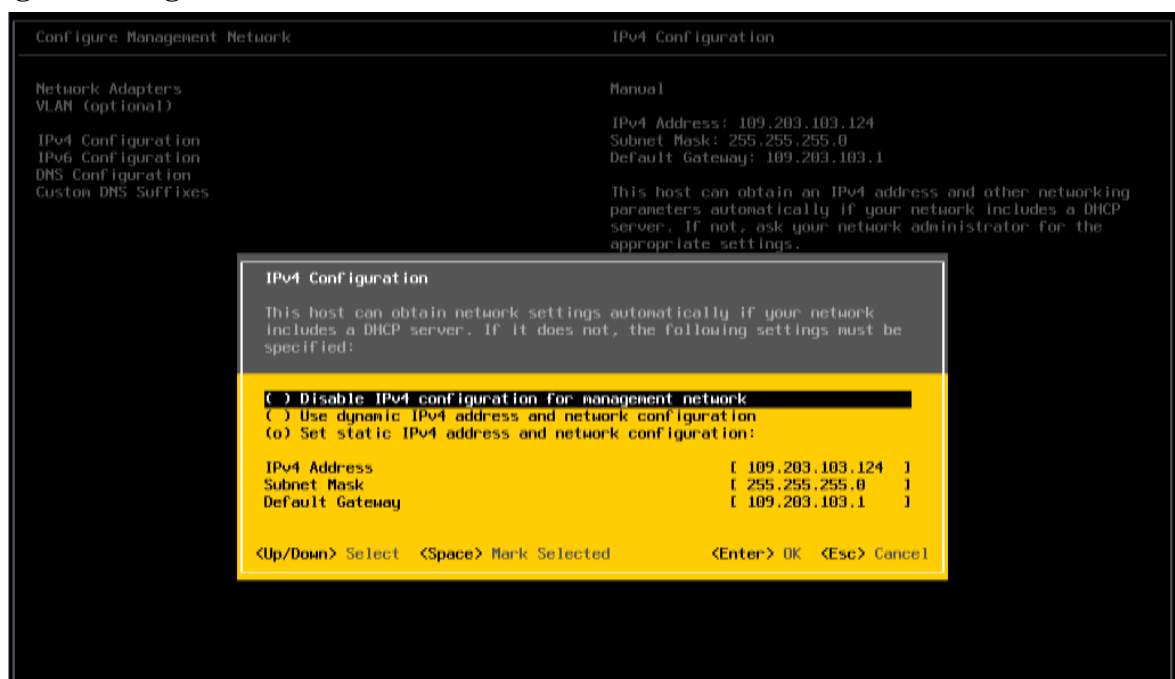 Configure Management Network
IPv4 Configuration
Network Adapters
VLAN (optional)
IPv4 Configuration
IPv6 Configuration
DNS Configuration
Custom DNS Suffixes
Manual
IPv4 Address: 109.203.103.124
Subnet Mask: 255.255.255.0
Default Gateway: 109.203.103.1
This host can obtain an IPv4 address and other networking
parameters automatically if your network includes a DHCP
server. If not, ask your network administrator for the
appropriate settings.
IPv4 Configuration
This host can obtain network settings automatically if your network
includes a DHCP server. If it does not, the following settings must be
specified:
( ) Disable IPv4 configuration for management network
( ) Use dynamic IPv4 address and network configuration
(o) Set static IPv4 address and network configuration:
IPv4 Address [ 109.203.103.124 ]
Subnet Mask [ 255.255.255.0 ]
Default Gateway [ 109.203.103.1 ]
<Up/Down> Select <Space> Mark Selected <Enter> OK <Esc> Cancel